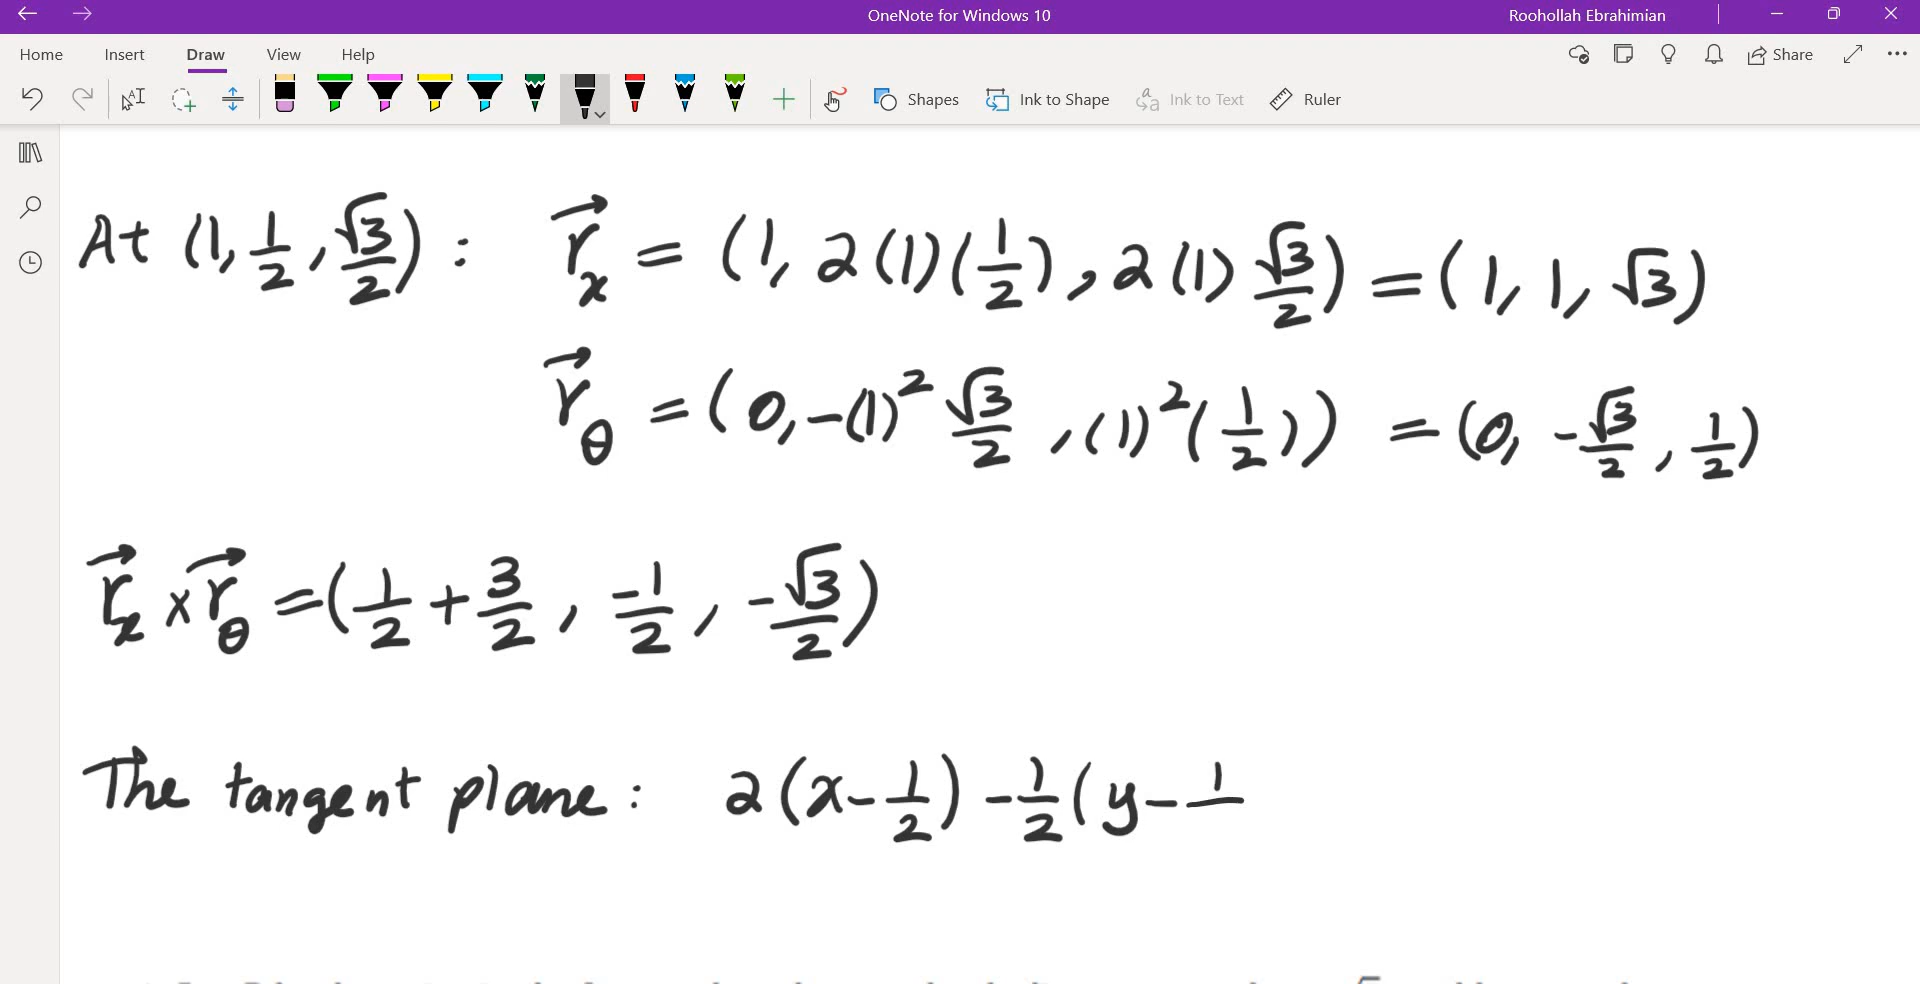 OneNote for Windows 10
Roohollah Ebrahimian
Home Insert Draw View Help
Share
Shapes Ink to Shape Ink to Text Ruler
At (1, 1/2, √3/2) : r⃗_x = (1, 2(1)(1/2), 2(1) √3/2) = (1, 1, √3)
r⃗_θ = (0, -(1)² √3/2, (1)²(1/2)) = (0, -√3/2, 1/2)
r⃗_x × r⃗_θ = (1/2 + 3/2, -1/2, -√3/2)
The tangent plane: 2(x - 1/2) - 1/2(y - 1/